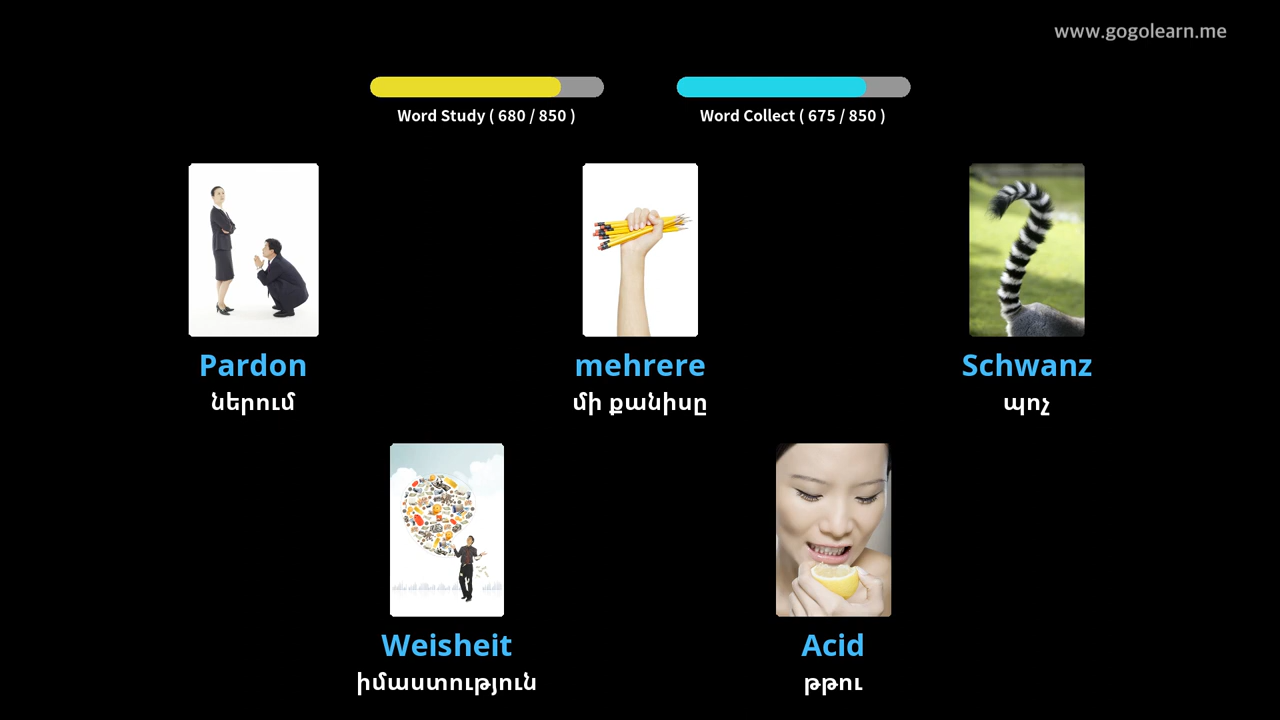 www.gogolearn.me
Word Study ( 680 / 850 )
Word Collect ( 675 / 850 )
Pardon
ներում
mehrere
մի քանիսը
Schwanz
պոչ
Weisheit
իմաստություն
Acid
թթու